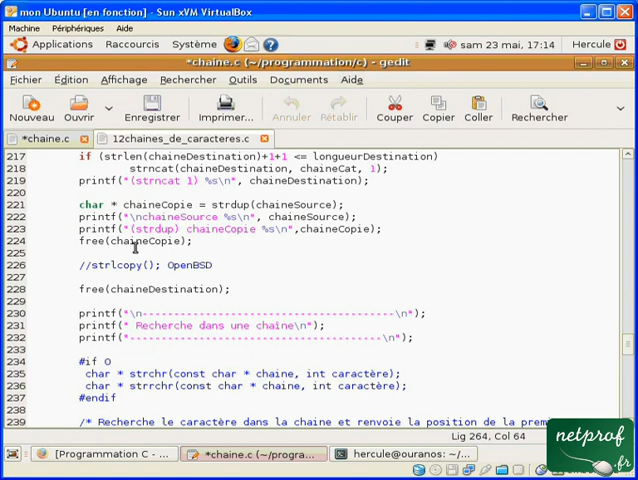 mon Ubuntu [en fonction] - Sun xVM VirtualBox
Machine Périphériques Aide
Applications Raccourcis Système sam 23 mai, 17:14 Hercule
*chaine.c (~/programmation/c) - gedit
Fichier Édition Affichage Rechercher Outils Documents Aide
Nouveau Ouvrir Enregistrer Imprimer... Annuler Rétablir Couper Copier Coller Rechercher
*chaine.c 12chaines_de_caracteres.c
217 if (strlen(chaineDestination)+1+1 <= longueurDestination)
218 strncat(chaineDestination, chaineCat, 1);
219 printf("(strncat 1) %s\n", chaineDestination);
220
221 char * chaineCopie = strdup(chaineSource);
222 printf("\nchaineSource %s\n", chaineSource);
223 printf("(strdup) chaineCopie %s\n",chaineCopie);
224 free(chaineCopie);
225
226 //strlcopy(); OpenBSD
227
228 free(chaineDestination);
229
230 printf("\n----------------------------------------\n");
231 printf(" Recherche dans une chaîne\n");
232 printf("----------------------------------------\n");
233
234 #if O
235 char * strchr(const char * chaine, int caractère);
236 char * strrchr(const char * chaine, int caractère);
237 #endif
238
239 /* Recherche le caractère dans la chaine et renvoie la position de la premi
Lig 264, Col 64
[Programmation C - ... *chaine.c (~/progra... hercule@ouranos: ~/...
netprof
.fr